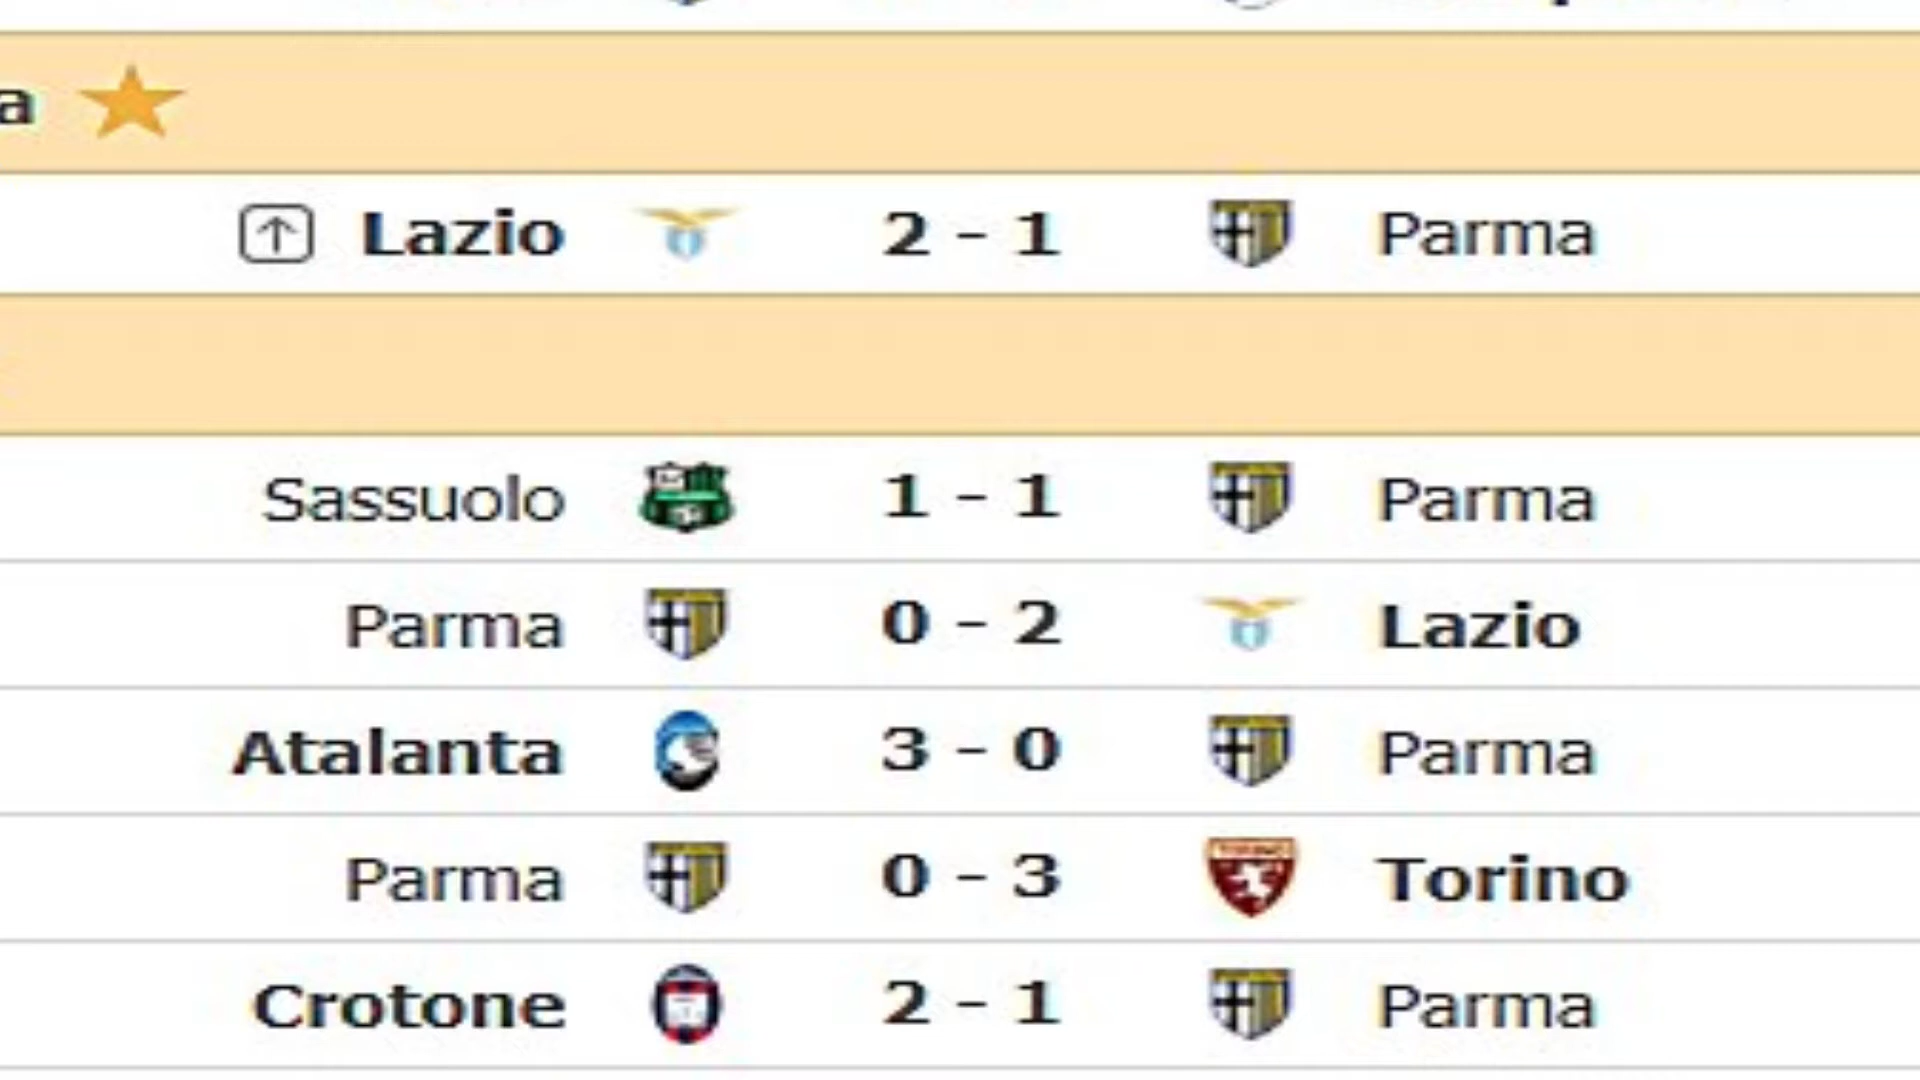 a
Lazio 2 - 1 Parma
Sassuolo 1 - 1 Parma
Parma 0 - 2 Lazio
Atalanta 3 - 0 Parma
Parma 0 - 3 Torino
Crotone 2 - 1 Parma